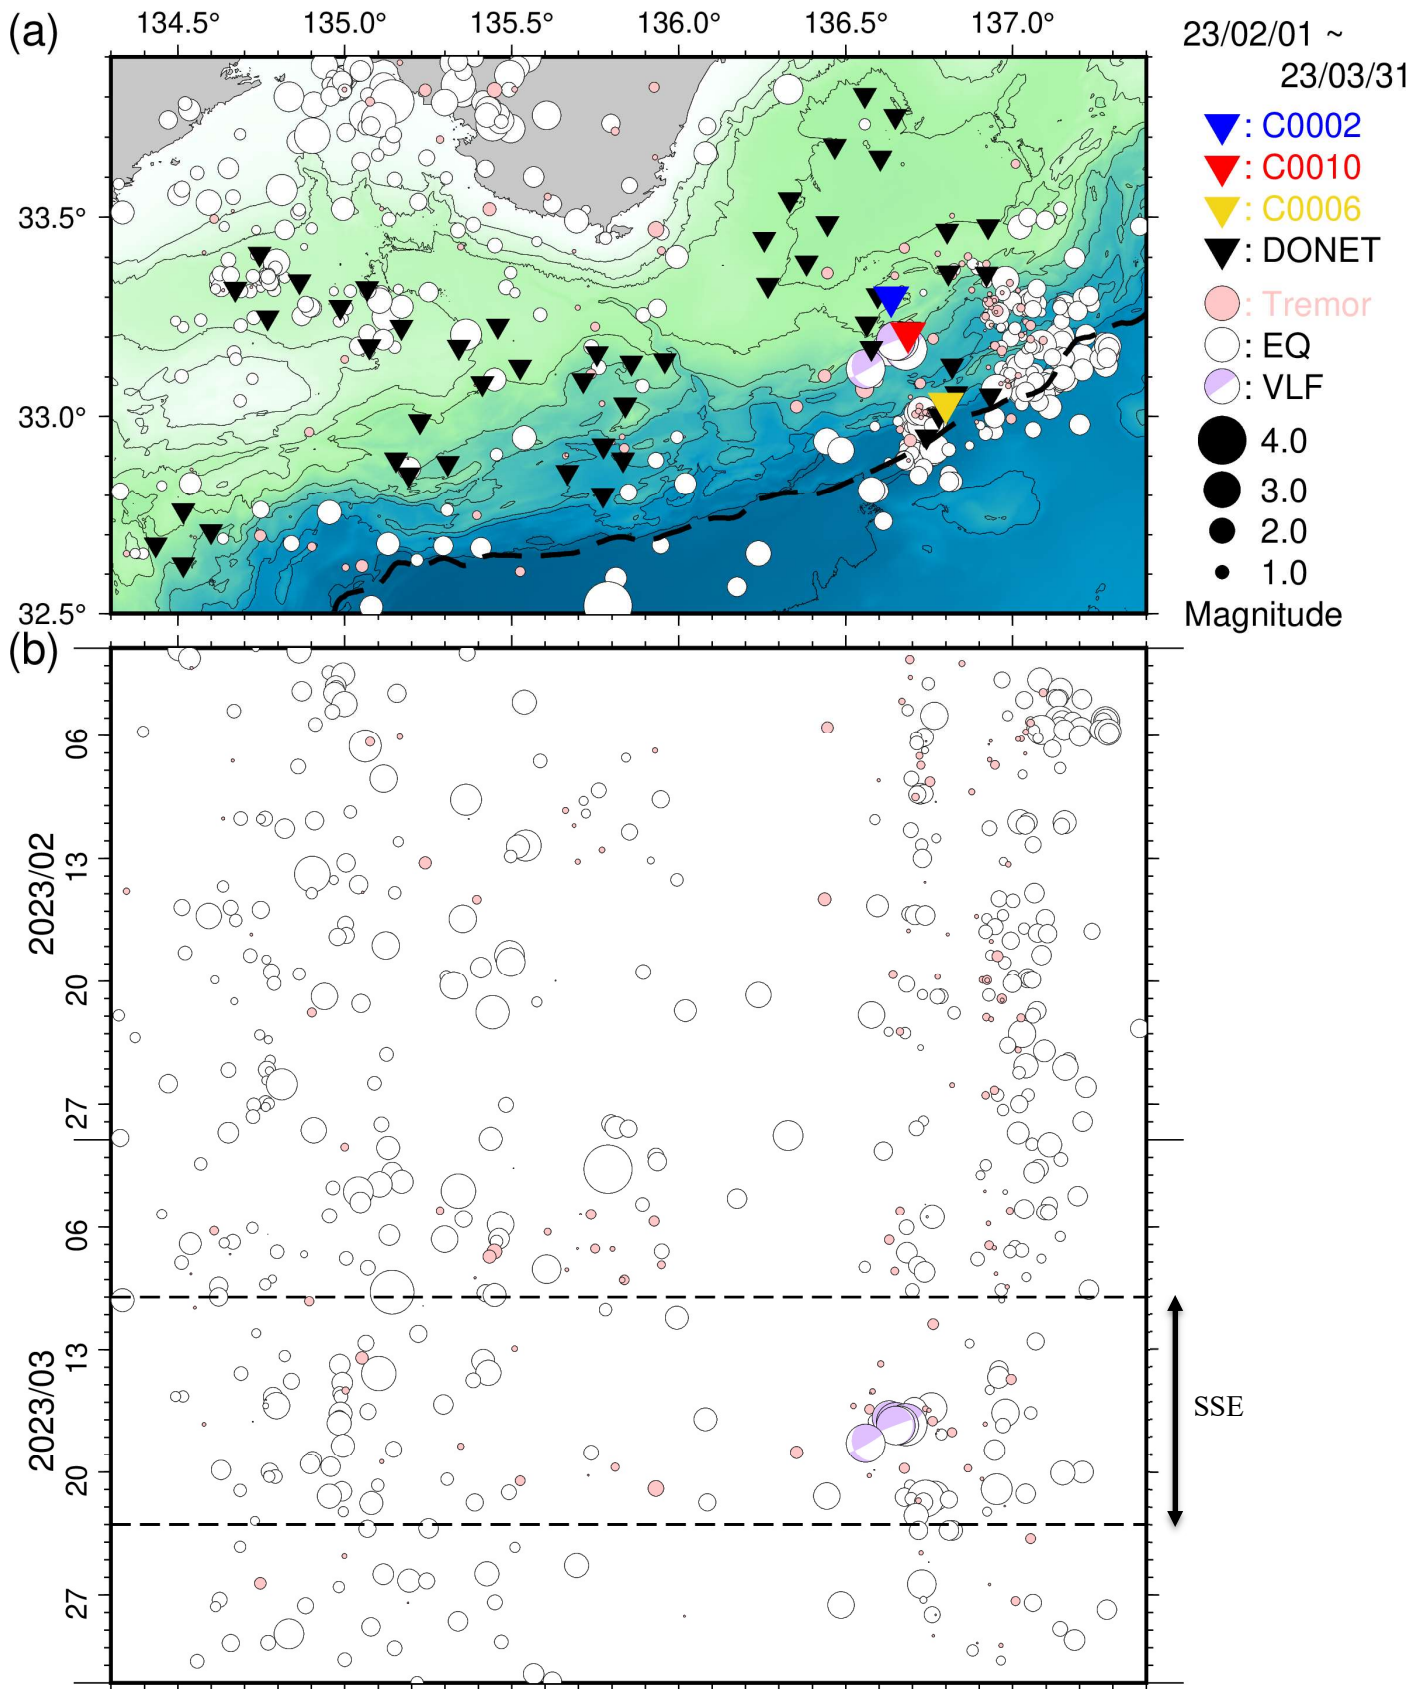 (a)
134.5° 135.0° 135.5° 136.0° 136.5° 137.0°
23/02/01 ~
23/03/31
: C0002
: C0010
: C0006
: DONET
: Tremor
: EQ
: VLF
4.0
3.0
2.0
1.0
Magnitude
33.5°
33.0°
32.5°
(b)
06
13
20
27
2023/02
06
13
20
27
2023/03
SSE